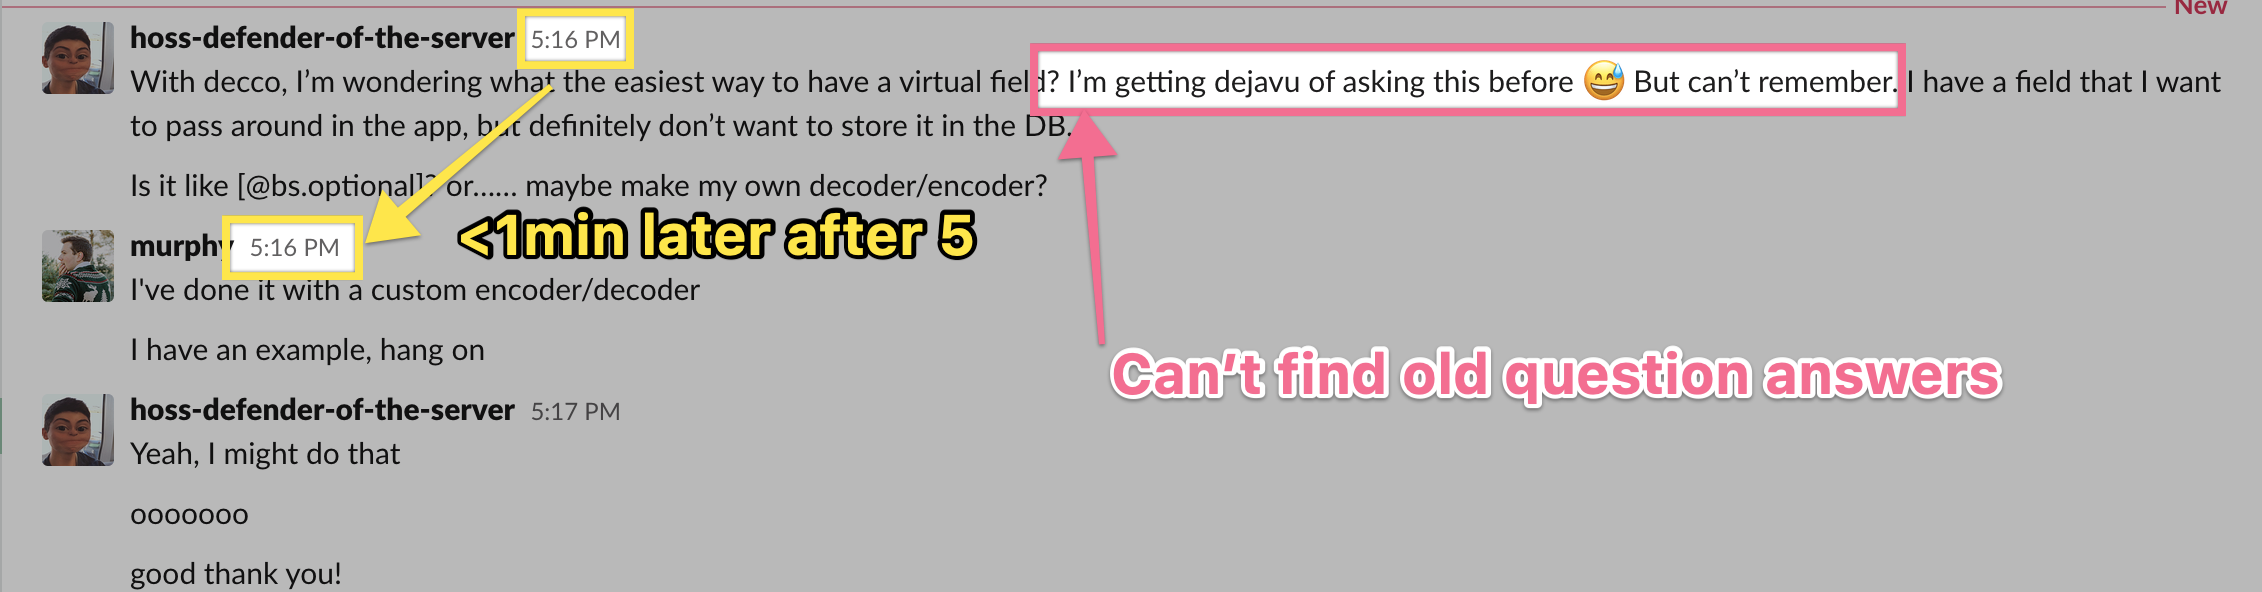 New
hoss-defender-of-the-server 5:16 PM
With decco, I’m wondering what the easiest way to have a virtual field? I’m getting dejavu of asking this before 😅 But can’t remember. I have a field that I want
to pass around in the app, but definitely don’t want to store it in the DB.
Is it like [@bs.optional]? or...... maybe make my own decoder/encoder?
murphy 5:16 PM
<1min later after 5
I've done it with a custom encoder/decoder
I have an example, hang on
Can’t find old question answers
hoss-defender-of-the-server 5:17 PM
Yeah, I might do that
ooooooo
good thank you!